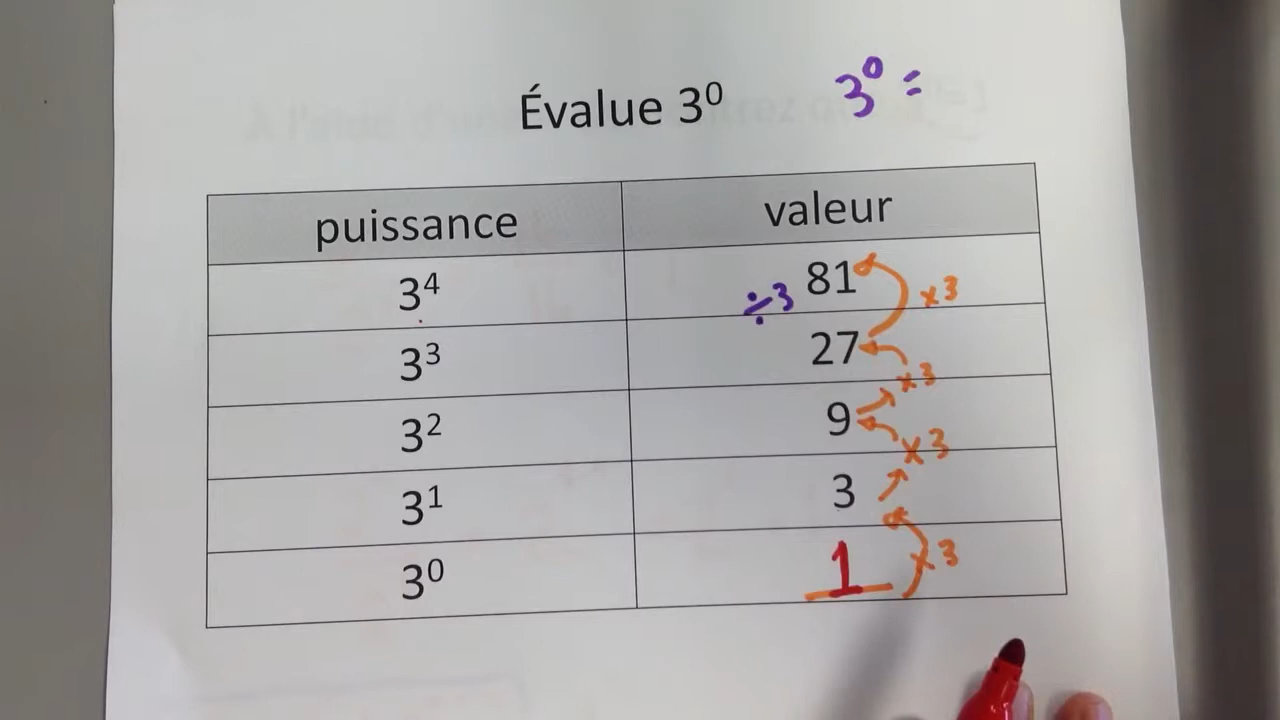 Évalue 3⁰ 3⁰ =
puissance valeur
3⁴ 81
÷3 ×3
3³ 27
×3
3² 9
×3
3¹ 3
3⁰ 1 ×3